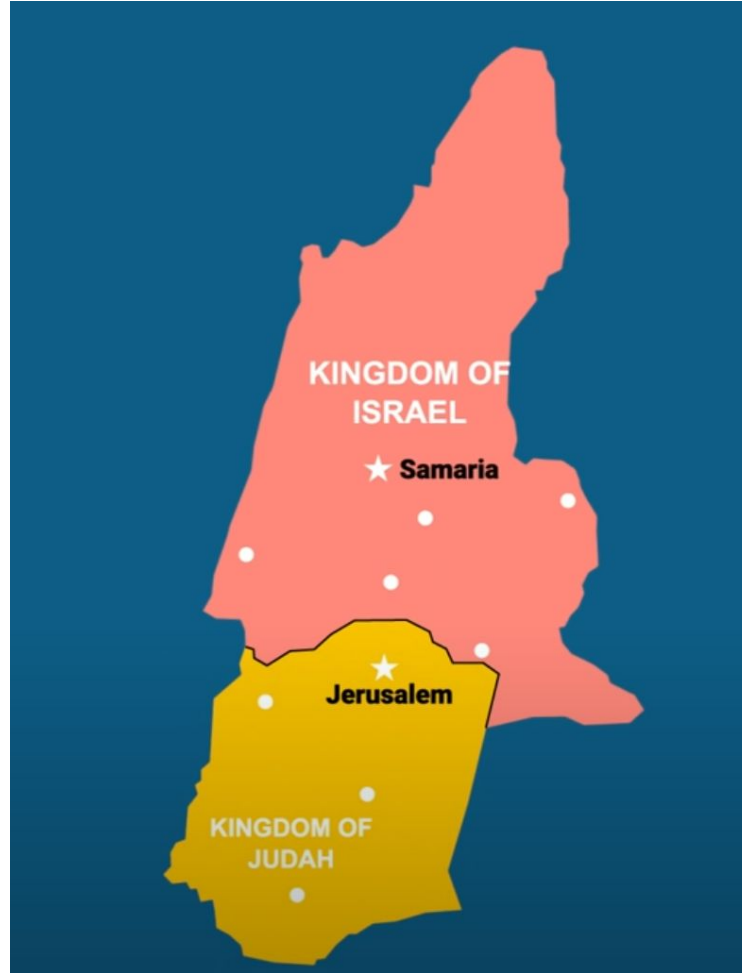 KINGDOM OF
ISRAEL
Samaria
Jerusalem
KINGDOM OF
JUDAH